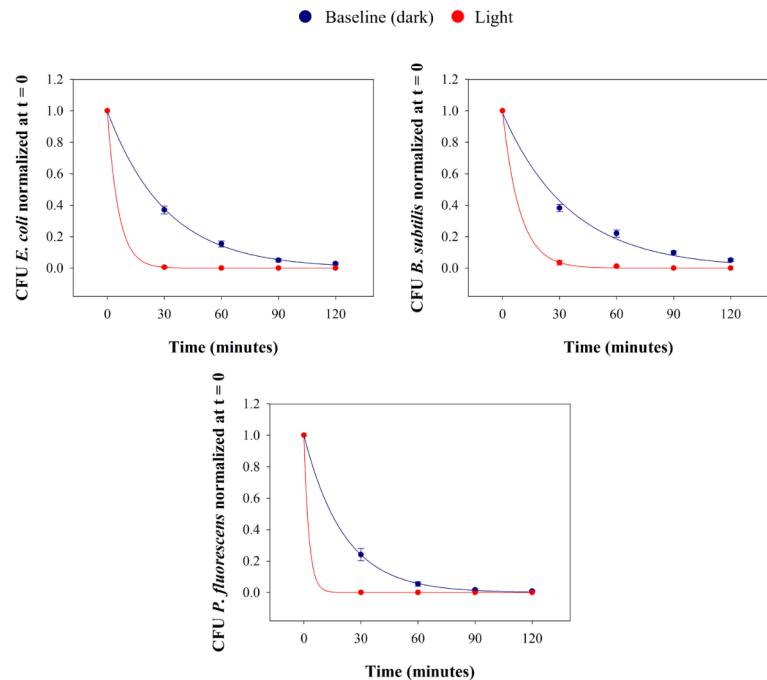 Baseline (dark) Light
CFU E. coli normalized at t = 0
1.2
1.0
0.8
0.6
0.4
0.2
0.0
0 30 60 90 120
Time (minutes)
CFU B. subtilis normalized at t = 0
1.2
1.0
0.8
0.6
0.4
0.2
0.0
0 30 60 90 120
Time (minutes)
CFU P. fluorescens normalized at t = 0
1.2
1.0
0.8
0.6
0.4
0.2
0.0
0 30 60 90 120
Time (minutes)